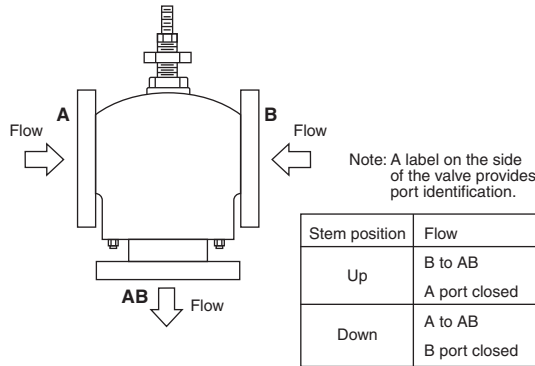 A
B
Flow
Flow
Note: A label on the side
of the valve provides
port identification.
AB
Flow
Stem position Flow
Up
B to AB
A port closed
Down
A to AB
B port closed